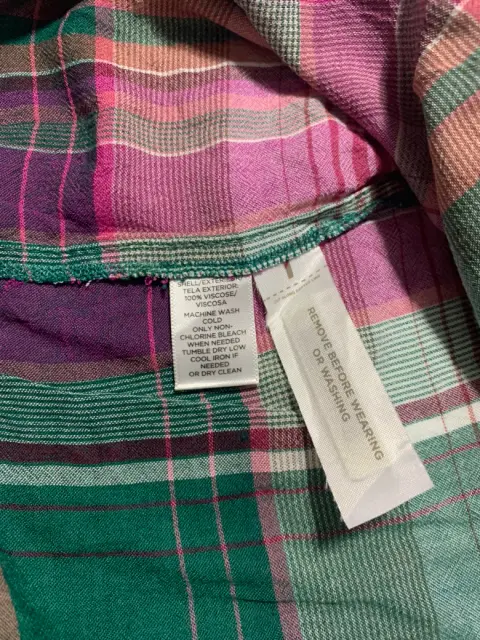 SHELL/EXTERIOR:
TELA EXTERIOR:
100% VISCOSE/
VISCOSA
MACHINE WASH
COLD
ONLY NON-
CHLORINE BLEACH
WHEN NEEDED
TUMBLE DRY LOW
COOL IRON IF
NEEDED
OR DRY CLEAN
REMOVE BEFORE WEARING
OR WASHING